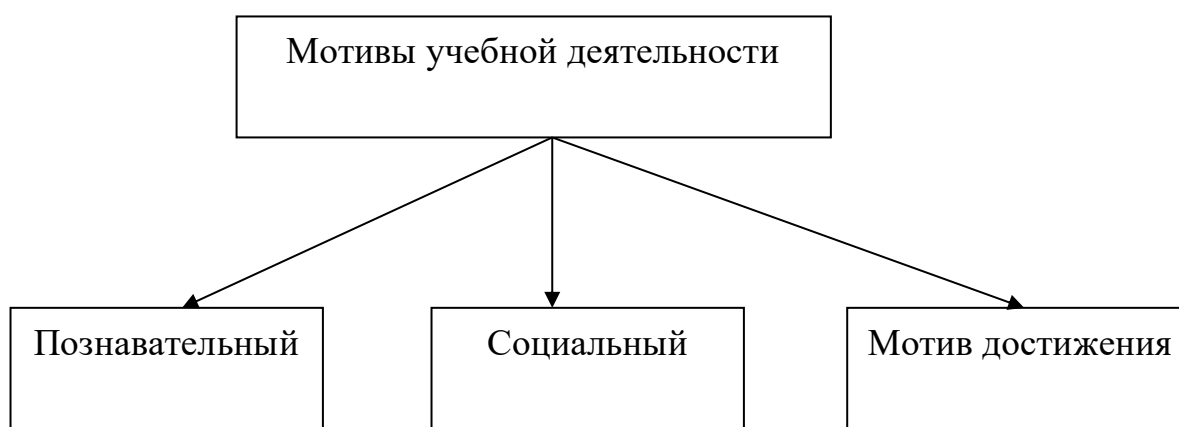 Мотивы учебной деятельности
Познавательный
Социальный
Мотив достижения